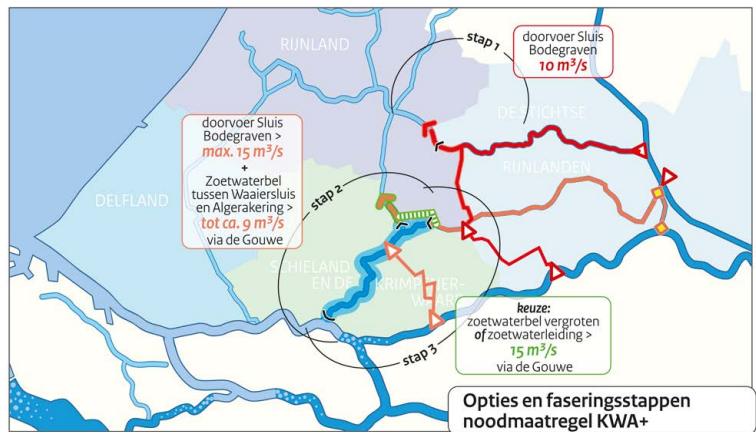 RIJNLAND
stap 1
doorvoer Sluis
Bodegraven
10 m³/s
DE STICHTSE
RIJNLANDEN
doorvoer Sluis
Bodegraven >
max. 15 m³/s
+
Zoetwaterbel
tussen Waaiersluis
en Algerakering >
tot ca. 9 m³/s
via de Gouwe
DELFLAND
stap 2
SCHIELAND
EN DE
KRIMPENER-
WAARD
stap 3
keuze:
zoetwaterbel vergroten
of zoetwaterleiding >
15 m³/s
via de Gouwe
Opties en faseringsstappen
noodmaatregel KWA+